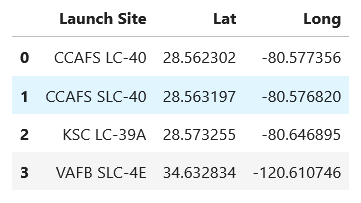 Launch Site Lat Long
0 CCAFS LC-40 28.562302 -80.577356
1 CCAFS SLC-40 28.563197 -80.576820
2 KSC LC-39A 28.573255 -80.646895
3 VAFB SLC-4E 34.632834 -120.610746